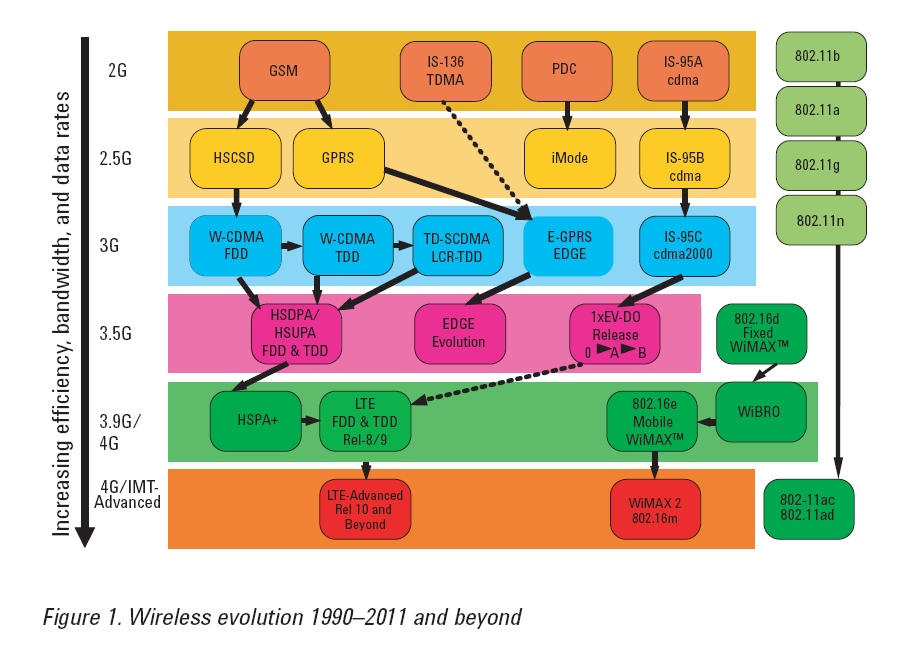 Increasing efficiency, bandwidth, and data rates
2G
GSM
IS-136
TDMA
PDC
IS-95A
cdma
802.11b
802.11a
2.5G
HSCSD
GPRS
iMode
IS-95B
cdma
802.11g
802.11n
3G
W-CDMA
FDD
W-CDMA
TDD
TD-SCDMA
LCR-TDD
E-GPRS
EDGE
IS-95C
cdma2000
3.5G
HSDPA/
HSUPA
FDD & TDD
EDGE
Evolution
1xEV-DO
Release
0 A B
802.16d
Fixed
WiMAX™
3.9G/
4G
HSPA+
LTE
FDD & TDD
Rel-8/9
802.16e
Mobile
WiMAX™
WiBRO
4G/IMT-
Advanced
LTE-Advanced
Rel 10 and
Beyond
WiMAX 2
802.16m
802-11ac
802.11ad
Figure 1. Wireless evolution 1990–2011 and beyond